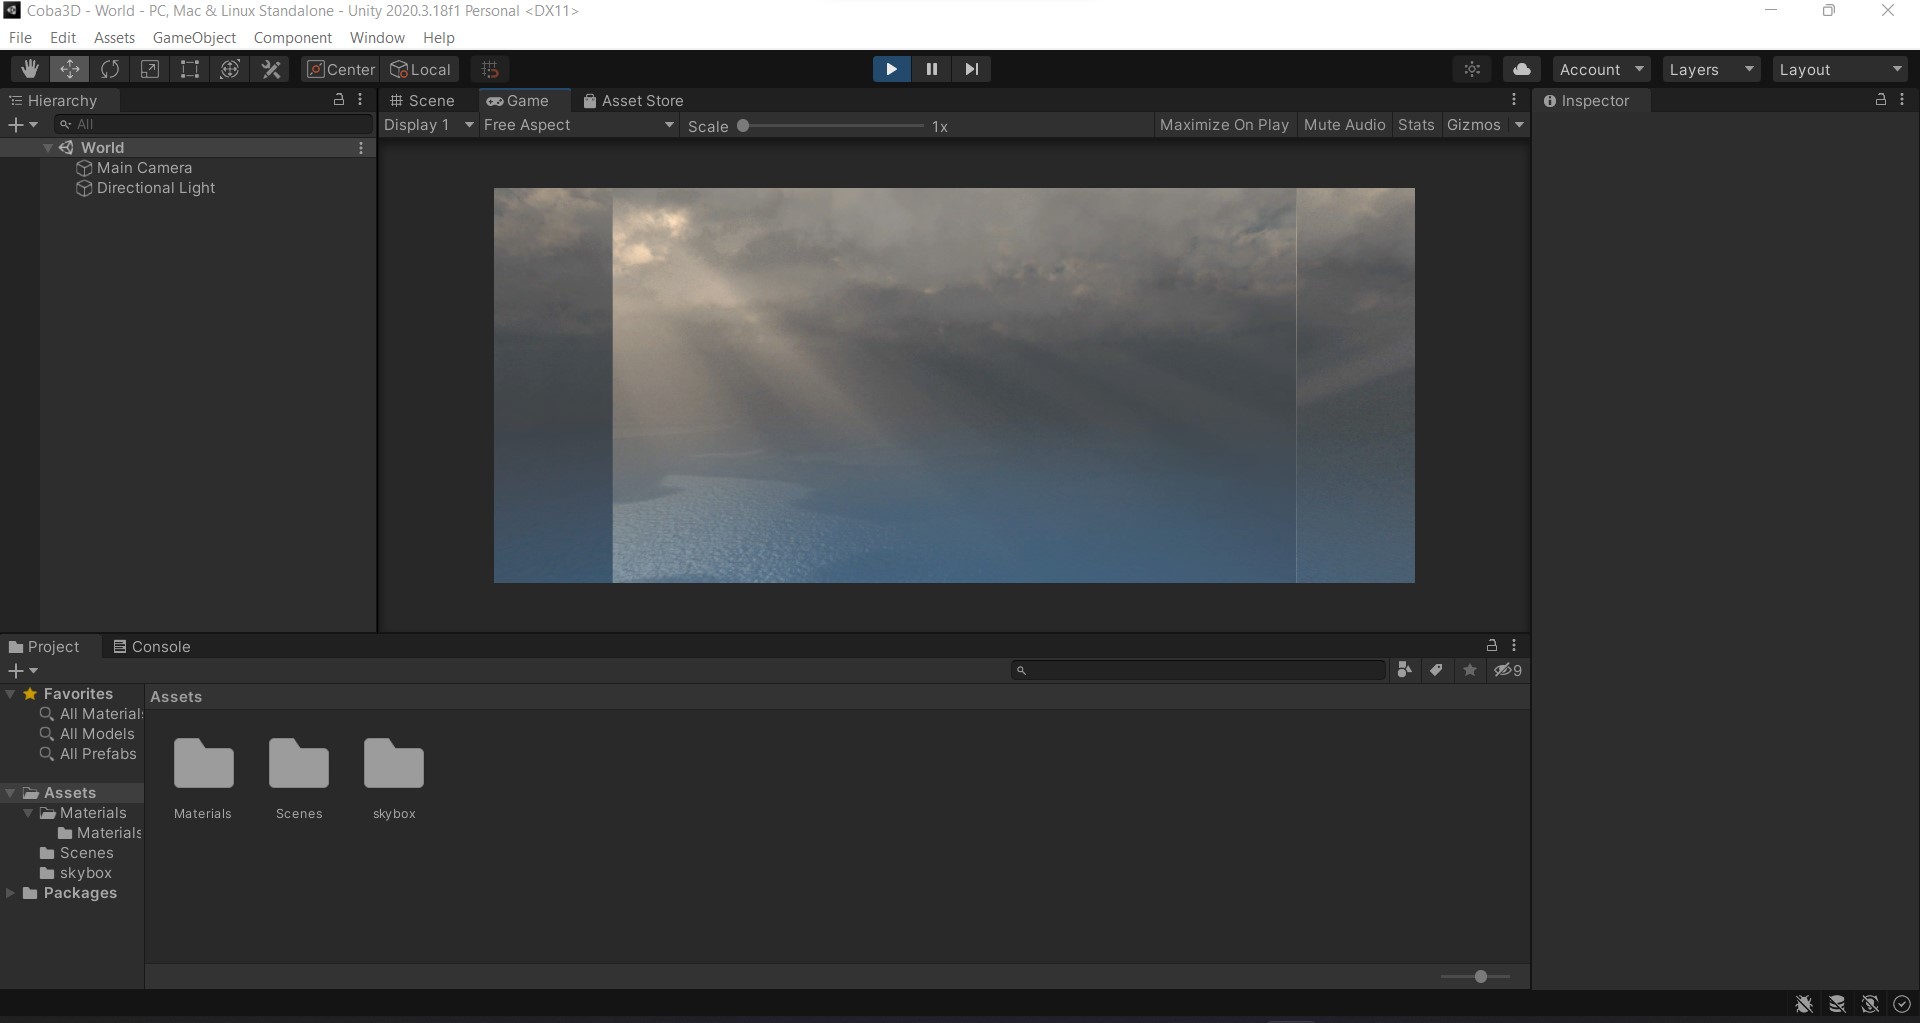 Coba3D - World - PC, Mac & Linux Standalone - Unity 2020.3.18f1 Personal <DX11>
File Edit Assets GameObject Component Window Help
Center Local Account Layers Layout
Hierarchy Scene Game Asset Store Inspector
All Display 1 Free Aspect Scale 1x Maximize On Play Mute Audio Stats Gizmos
World
Main Camera
Directional Light
Project Console
9
Favorites Assets
All Materials
All Models
All Prefabs
Assets
Materials
Materials
Scenes
skybox
Packages
Materials Scenes skybox